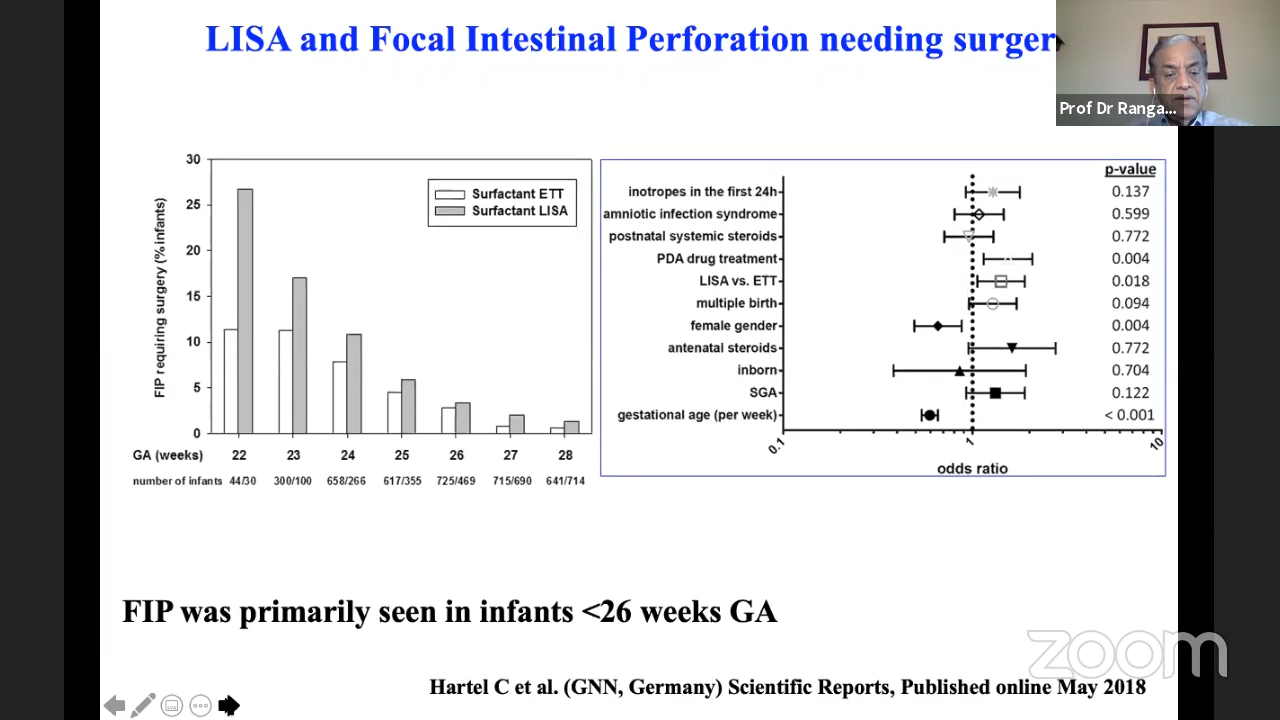 LISA and Focal Intestinal Perforation needing surger
Prof Dr Ranga...
30
25
20
15
10
5
0
FIP requiring surgery (% infants)
Surfactant ETT
Surfactant LISA
GA (weeks) 22 23 24 25 26 27 28
number of infants 44/30 300/100 658/266 617/355 725/469 715/690 641/714
p-value
inotropes in the first 24h 0.137
amniotic infection syndrome 0.599
postnatal systemic steroids 0.772
PDA drug treatment 0.004
LISA vs. ETT 0.018
multiple birth 0.094
female gender 0.004
antenatal steroids 0.772
inborn 0.704
SGA 0.122
gestational age (per week) < 0.001
0.1 1 10
odds ratio
FIP was primarily seen in infants <26 weeks GA
zoom
Hartel C et al. (GNN, Germany) Scientific Reports, Published online May 2018